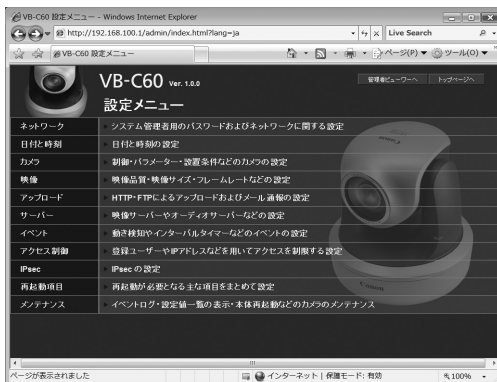 VB-C60 設定メニュー - Windows Internet Explorer
http://192.168.100.1/admin/index.html?lang=ja
Live Search
VB-C60 設定メニュー
ページ(P)
ツール(O)
VB-C60 Ver. 1.0.0
設定メニュー
管理者ビューワーへ
トップページへ
ネットワーク システム管理者用のパスワードおよびネットワークに関する設定
日付と時刻 日付と時刻の設定
カメラ 制御・パラメーター・設置条件などのカメラの設定
映像 映像品質・映像サイズ・フレームレートなどの設定
アップロード HTTP・FTPによるアップロードおよびメール通報の設定
サーバー 映像サーバーやオーディオサーバーなどの設定
イベント 動き検知やインターバルタイマーなどのイベントの設定
アクセス制御 登録ユーザーやIPアドレスなどを用いてアクセスを制限する設定
IPsec IPsec の設定
再起動項目 再起動が必要となる主な項目をまとめて設定
メンテナンス イベントログ・設定値一覧の表示・本体再起動などのカメラのメンテナンス
Canon
ページが表示されました
インターネット | 保護モード: 有効
100%